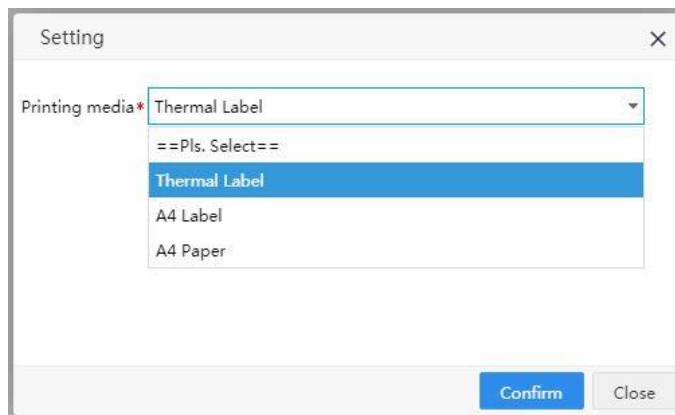 Setting
Printing media* Thermal Label
==Pls. Select==
Thermal Label
A4 Label
A4 Paper
Confirm Close